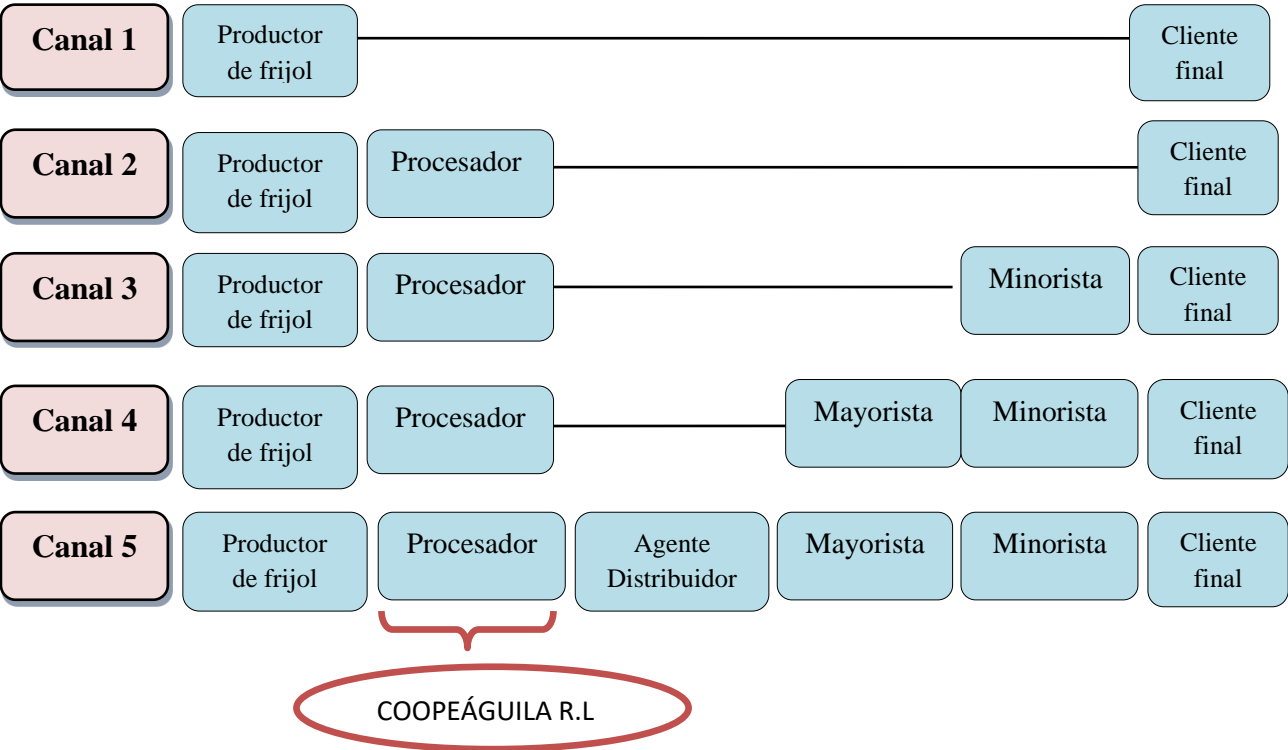 Canal 1
Productor
de frijol
Cliente
final
Canal 2
Productor
de frijol
Procesador
Cliente
final
Canal 3
Productor
de frijol
Procesador
Minorista
Cliente
final
Canal 4
Productor
de frijol
Procesador
Mayorista
Minorista
Cliente
final
Canal 5
Productor
de frijol
Procesador
Agente
Distribuidor
Mayorista
Minorista
Cliente
final
COOPEÁGUILA R.L